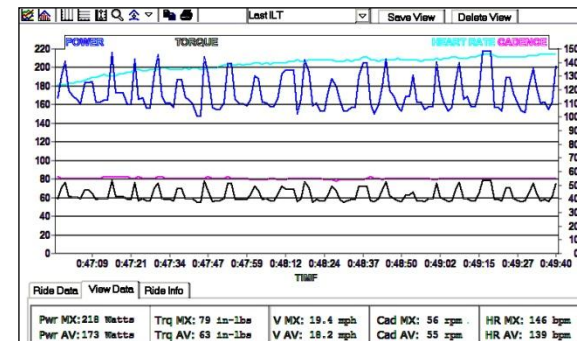 Last ILT Save View Delete View
POWER TORQUE HEART RATE CADENCE
220 150
200 140
180 130
160 120
140 110
120 100
100 90
80 80
60 70
40 60
20 50
0 40
30
20
10
0
0:47:09 0:47:21 0:47:34 0:47:47 0:47:59 0:48:12 0:48:24 0:48:37 0:48:50 0:49:02 0:49:15 0:49:27 0:49:40
TIME
Ride Data View Data Ride Info
Pwr MX: 218 Watts Trq MX: 79 in-lbs V MX: 19.4 mph Cad MX: 56 rpm HR MX: 146 bpm
Pwr AV: 173 Watts Trq AV: 63 in-lbs V AV: 18.2 mph Cad AV: 55 rpm HR AV: 139 bpm